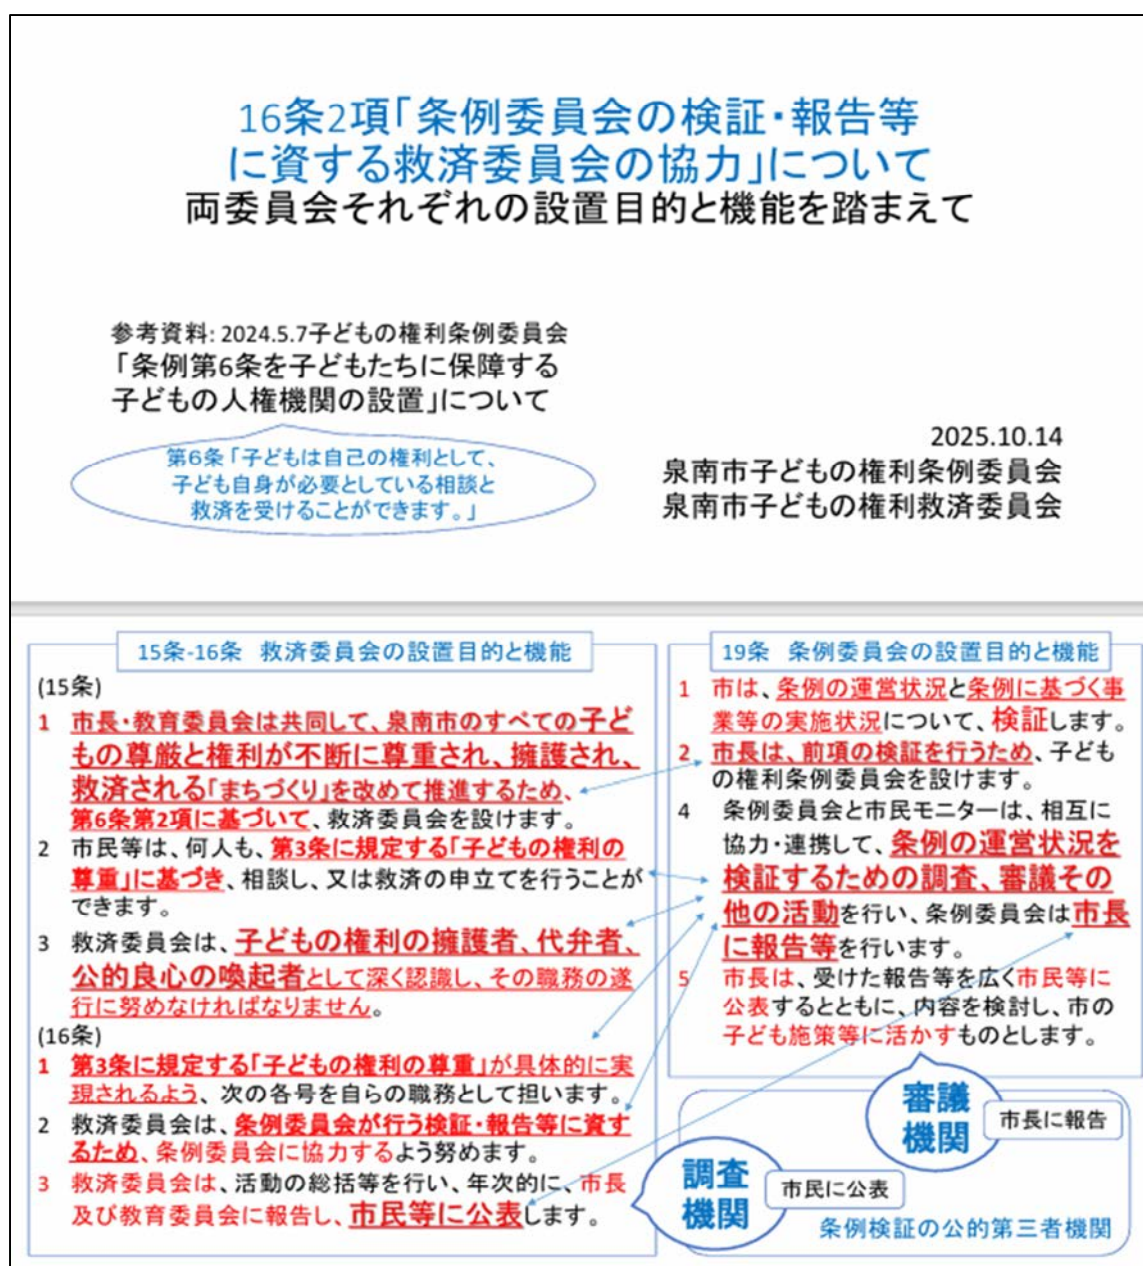 16条2項「条例委員会の検証・報告等
に資する救済委員会の協力」について
両委員会それぞれの設置目的と機能を踏まえて
参考資料: 2024.5.7子どもの権利条例委員会
「条例第6条を子どもたちに保障する
子どもの人権機関の設置」について
第6条「子どもは自己の権利として、
子ども自身が必要としている相談と
救済を受けることができます。」
2025.10.14
泉南市子どもの権利条例委員会
泉南市子どもの権利救済委員会
15条-16条 救済委員会の設置目的と機能
(15条)
1 市長・教育委員会は共同して、泉南市のすべての子ど
もの尊厳と権利が不断に尊重され、擁護され、
救済される「まちづくり」を改めて推進するため、
第6条第2項に基づいて、救済委員会を設けます。
2 市民等は、何人も、第3条に規定する「子どもの権利の
尊重」に基づき、相談し、又は救済の申立てを行うことが
できます。
3 救済委員会は、子どもの権利の擁護者、代弁者、
公的良心の喚起者として深く認識し、その職務の遂
行に努めなければなりません。
(16条)
1 第3条に規定する「子どもの権利の尊重」が具体的に実
現されるよう、次の各号を自らの職務として担います。
2 救済委員会は、条例委員会が行う検証・報告等に資す
るため、条例委員会に協力するよう努めます。
3 救済委員会は、活動の総括等を行い、年次的に、市長
及び教育委員会に報告し、市民等に公表します。
19条 条例委員会の設置目的と機能
1 市は、条例の運営状況と条例に基づく事
業等の実施状況について、検証します。
2 市長は、前項の検証を行うため、子ども
の権利条例委員会を設けます。
4 条例委員会と市民モニターは、相互に
協力・連携して、条例の運営状況を
検証するための調査、審議その
他の活動を行い、条例委員会は市長
に報告等を行います。
5 市長は、受けた報告等を広く市民等に
公表するとともに、内容を検討し、市の
子ども施策等に活かすものとします。
審議
機関
市長に報告
調査
機関
市民に公表
条例検証の公的第三者機関